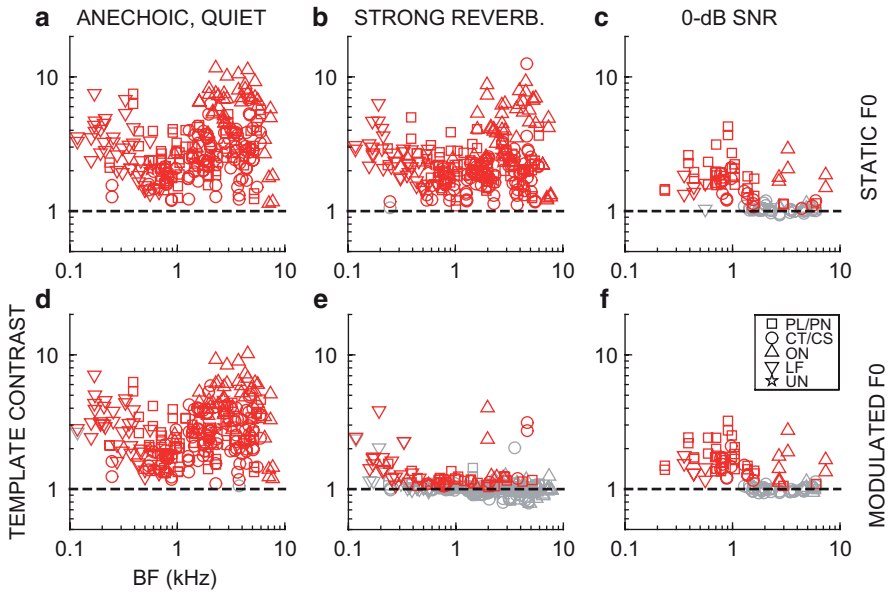 a ANECHOIC, QUIET
b STRONG REVERB.
c 0-dB SNR
10
1
0.1 1 10
10
1
0.1 1 10
10
1
0.1 1 10
STATIC F0
d
e
f
10
1
0.1 1 10
10
1
0.1 1 10
10
1
0.1 1 10
PL/PN
CT/CS
ON
LF
UN
TEMPLATE CONTRAST
MODULATED F0
BF (kHz)